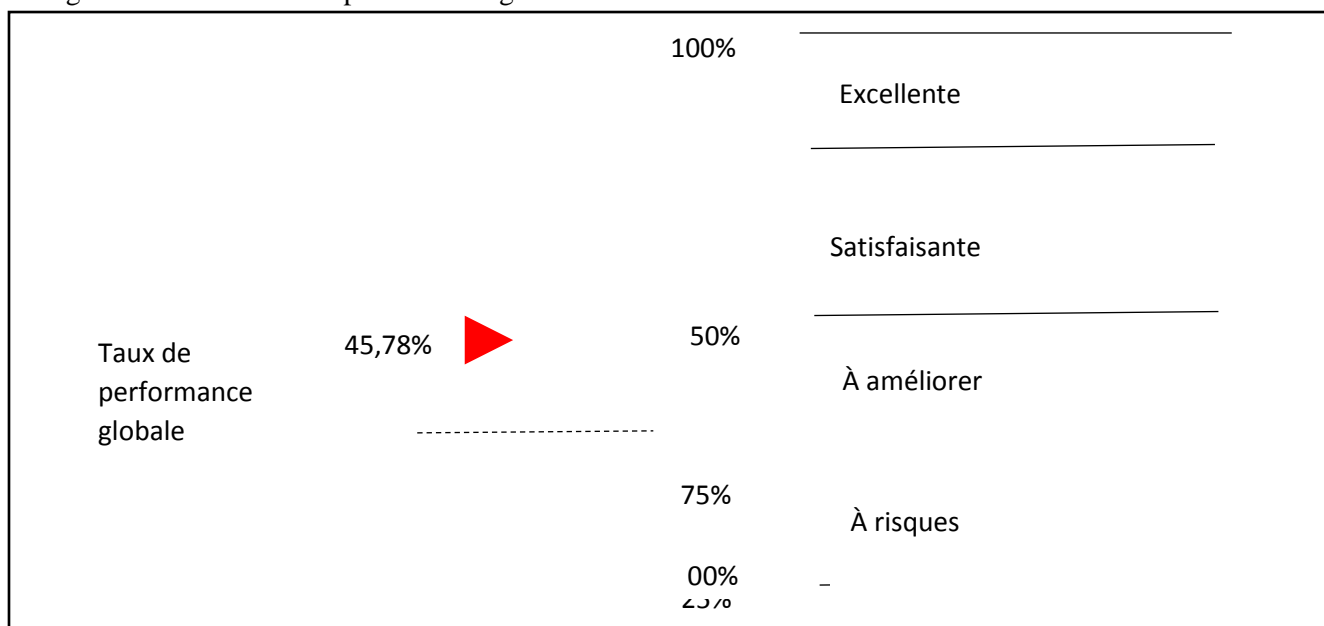 100%
Excellente
Satisfaisante
Taux de
performance
globale
45,78%
50%
À améliorer
75%
À risques
00%